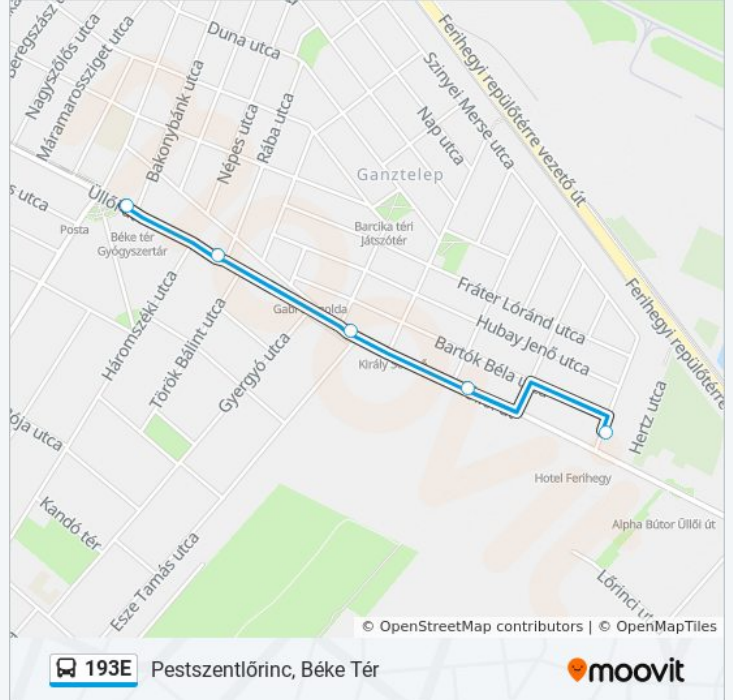 Beregszász u
Nagyszőlős utca
Máramarossziget utca
Duna utca
Bakonybánk utca
Népes utca
Rába utca
Ferihegyi repülőtérre vezető út
Szinyei Merse utca
Nap utca
Ganztelep
s utca
Posta
Béke tér
Gyógyszertár
Barcika téri
Játszótér
Fráter Lóránd utca
Hubay Jenő utca
Bartók Béla
Ferihegyi repülőtérre
Háromszéki utca
Török Bálint utca
Gyergyó utca
Hertz utca
Hotel Ferihegy
Alpha Bútor Üllői út
Kandó tér
Esze Tamás utca
Lőrinci u
© OpenStreetMap contributors | © OpenMapTiles
193E Pestszentlőrinc, Béke Tér
moovit